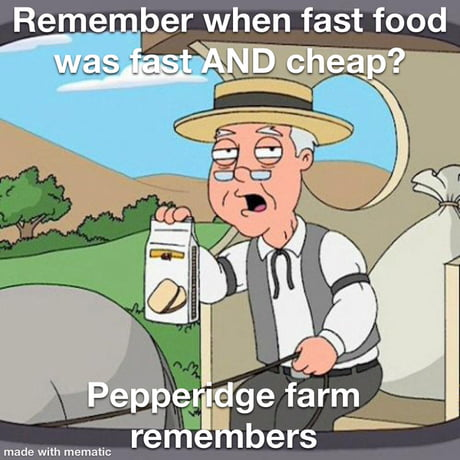 Remember when fast food
was fast AND cheap?
Pepperidge farm
remembers
made with mematic